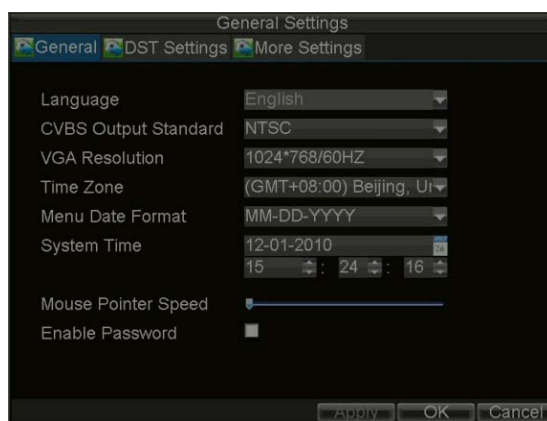 General Settings
General DST Settings More Settings
Language English
CVBS Output Standard NTSC
VGA Resolution 1024*768/60HZ
Time Zone (GMT+08:00) Beijing, Ur
Menu Date Format MM-DD-YYYY
System Time 12-01-2010
15 : 24 : 16
Mouse Pointer Speed
Enable Password
Apply OK Cancel